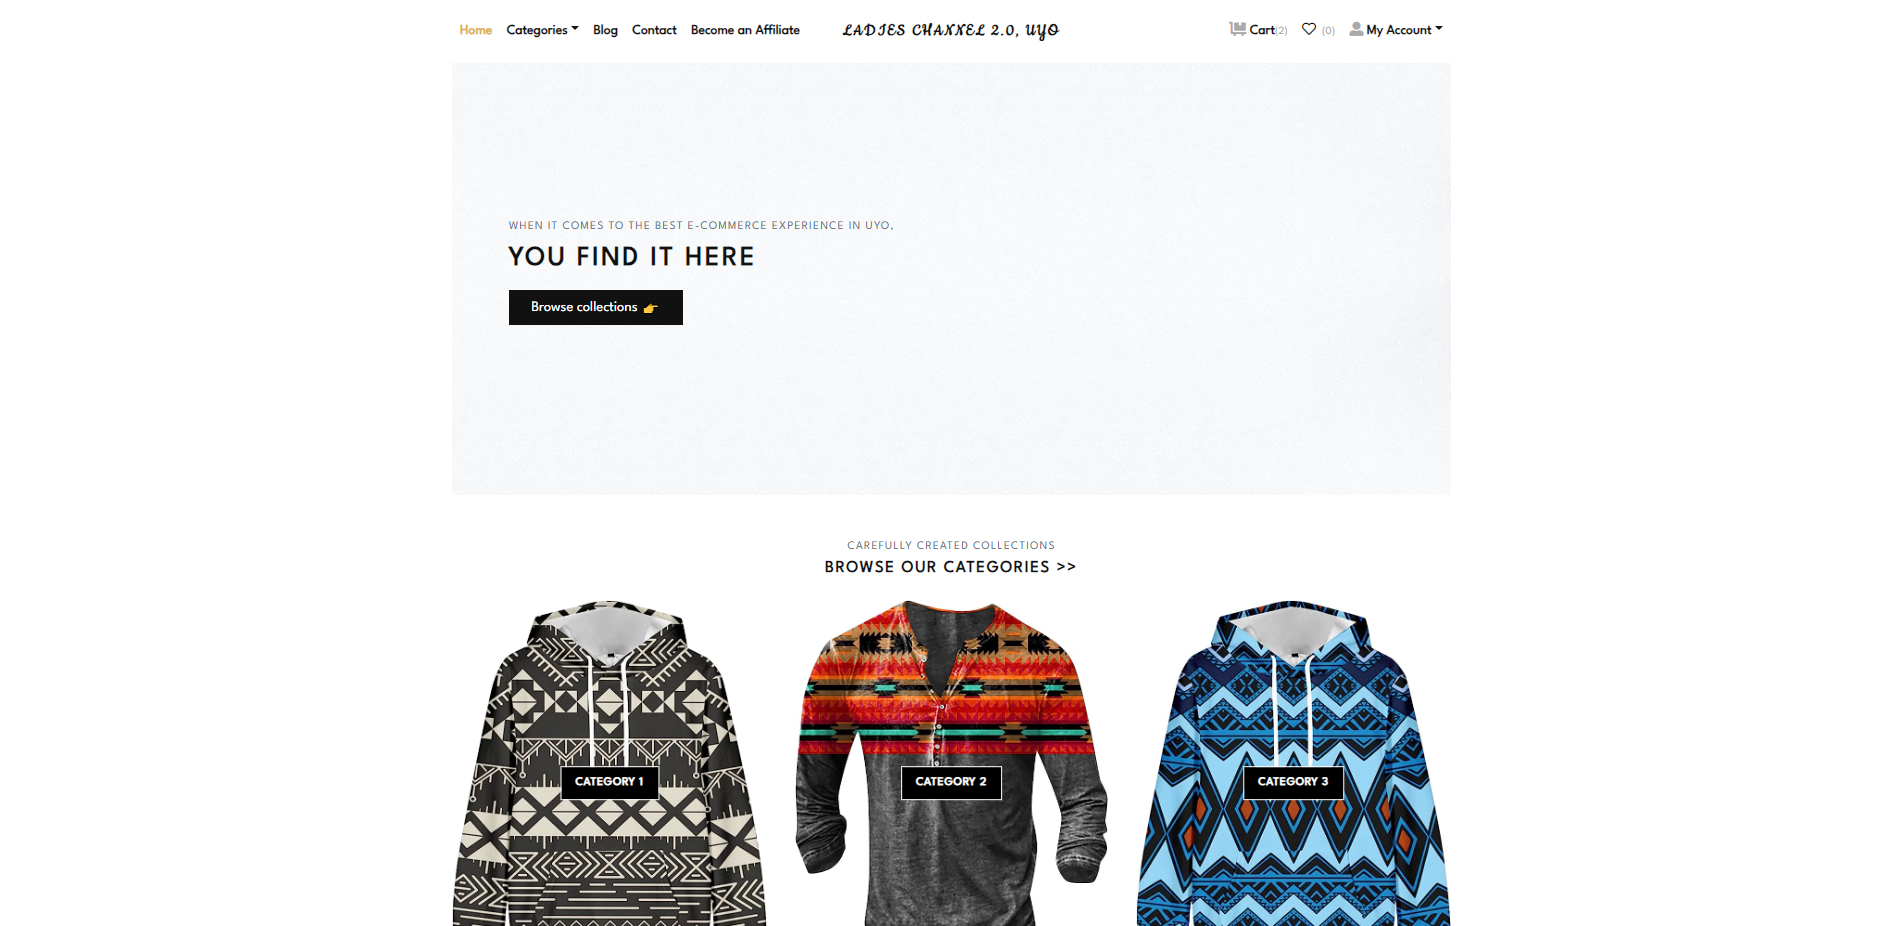 Home Categories Blog Contact Become an Affiliate LADIES CHANNEL 2.0, UYO Cart(2) (0) My Account
WHEN IT COMES TO THE BEST E-COMMERCE EXPERIENCE IN UYO,
YOU FIND IT HERE
Browse collections 👉
CAREFULLY CREATED COLLECTIONS
BROWSE OUR CATEGORIES >>
CATEGORY 1
CATEGORY 2
CATEGORY 3